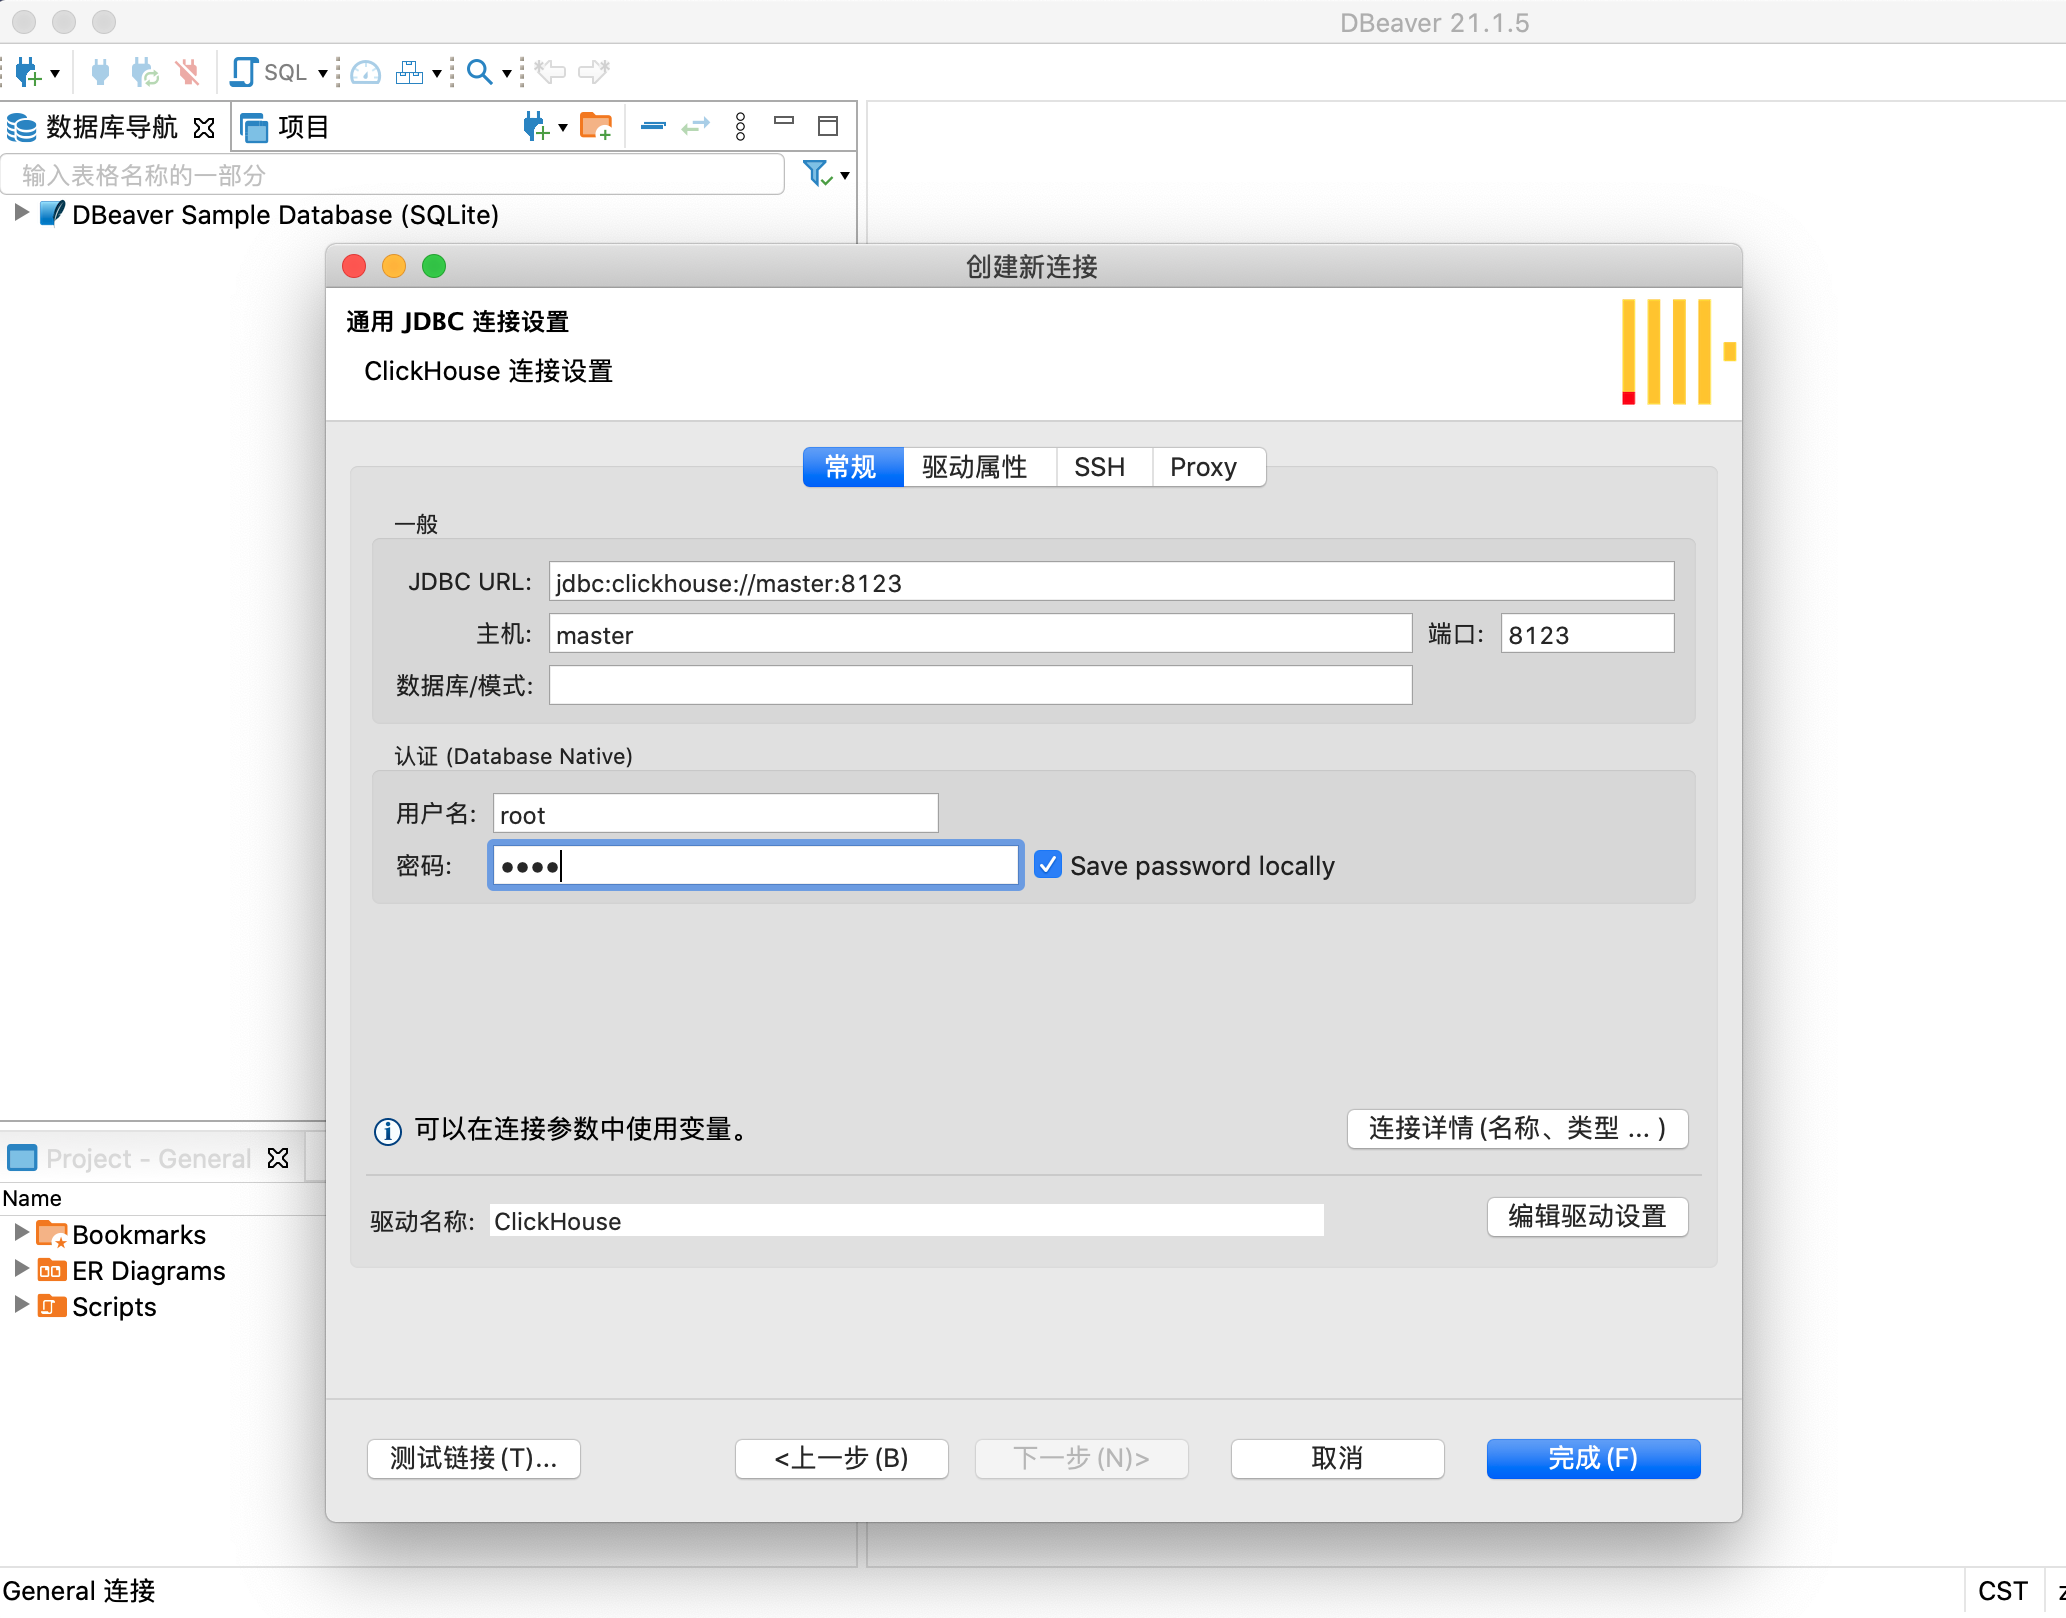 DBeaver 21.1.5
SQL
数据库导航 项目
输入表格名称的一部分
DBeaver Sample Database (SQLite)
创建新连接
通用 JDBC 连接设置
ClickHouse 连接设置
常规 驱动属性 SSH Proxy
一般
JDBC URL: jdbc:clickhouse://master:8123
主机: master 端口: 8123
数据库/模式:
认证 (Database Native)
用户名: root
密码: •••• Save password locally
可以在连接参数中使用变量。 连接详情(名称、类型 ... )
驱动名称: ClickHouse 编辑驱动设置
测试链接(T)... <上一步(B) 下一步(N)> 取消 完成(F)
Project - General
Name
Bookmarks
ER Diagrams
Scripts
General 连接 CST